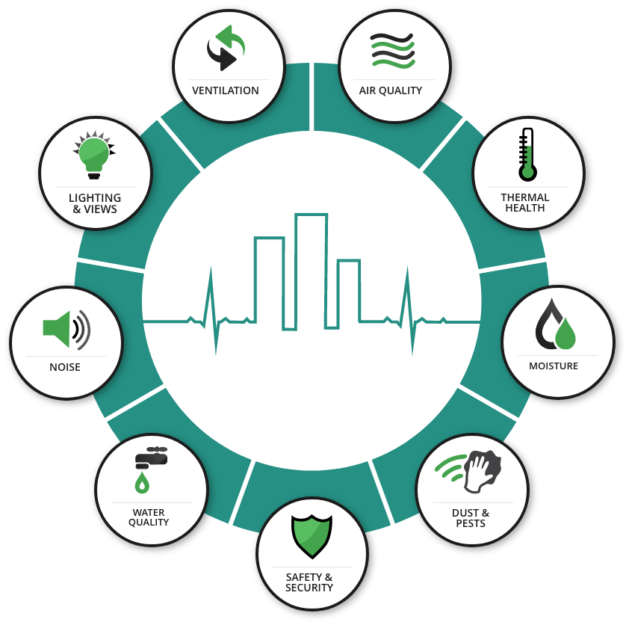 VENTILATION
AIR QUALITY
LIGHTING
& VIEWS
THERMAL
HEALTH
NOISE
MOISTURE
WATER
QUALITY
DUST &
PESTS
SAFETY &
SECURITY